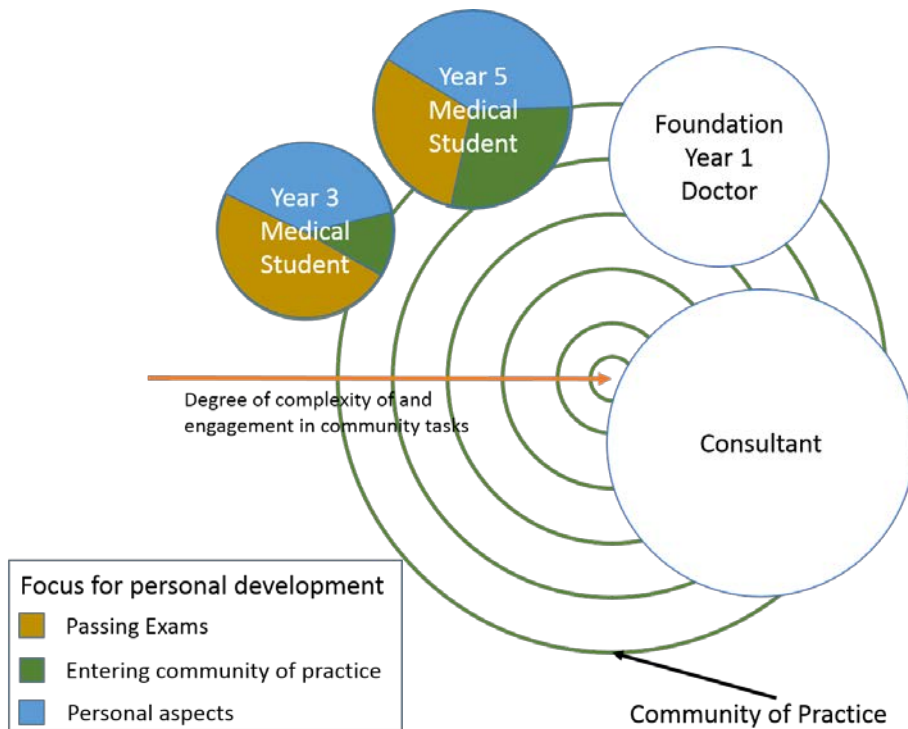 Year 5
Medical
Student
Foundation
Year 1
Doctor
Year 3
Medical
Student
Degree of complexity of and
engagement in community tasks
Consultant
Focus for personal development
Passing Exams
Entering community of practice
Personal aspects
Community of Practice